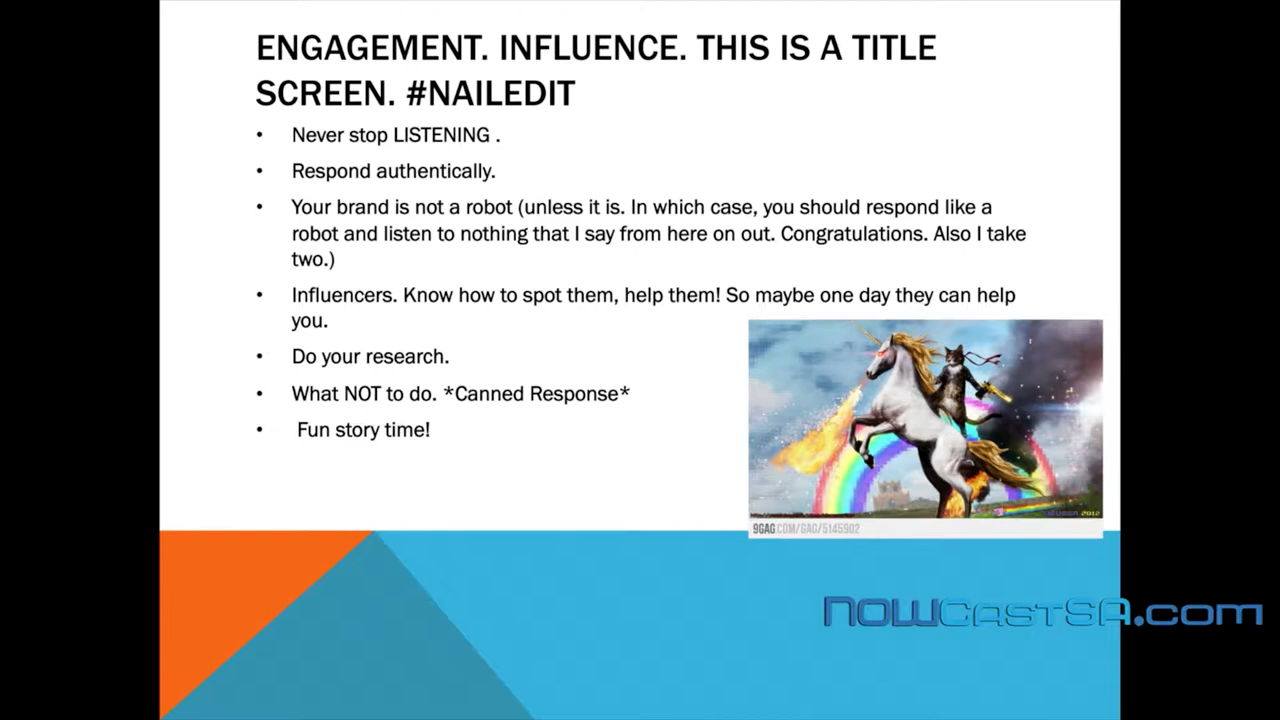 ENGAGEMENT. INFLUENCE. THIS IS A TITLE
SCREEN. #NAILEDIT
• Never stop LISTENING .
• Respond authentically.
• Your brand is not a robot (unless it is. In which case, you should respond like a
robot and listen to nothing that I say from here on out. Congratulations. Also I take
two.)
• Influencers. Know how to spot them, help them! So maybe one day they can help
you.
• Do your research.
• What NOT to do. *Canned Response*
• Fun story time!
2012
9GAG.COM/GAG/5145902
NOWCASTSA.COM